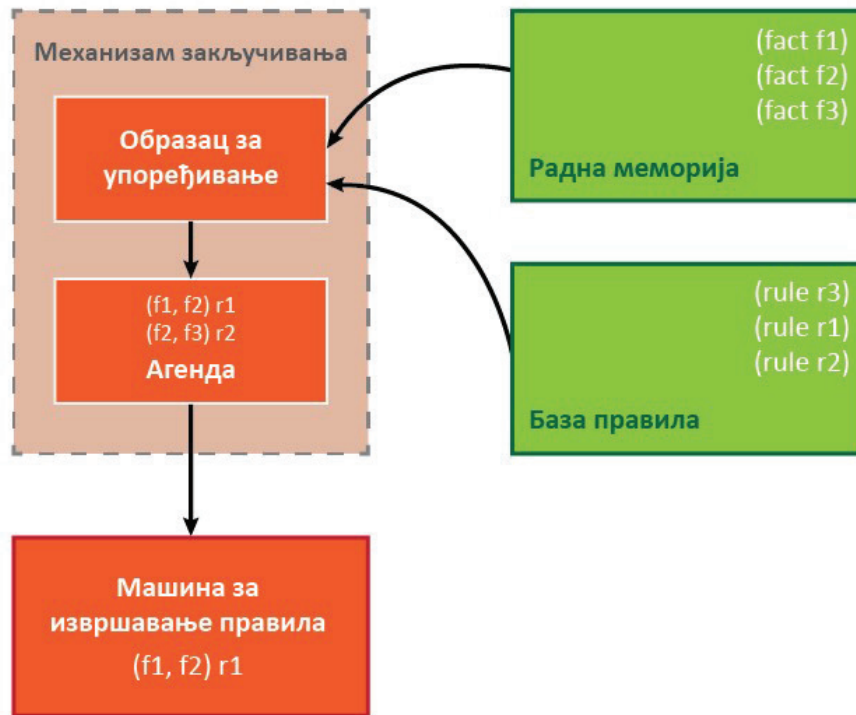 Механизам закључивања
Образац за
упоређивање
(f1, f2) r1
(f2, f3) r2
Агенда
Машина за
извршавање правила
(f1, f2) r1
(fact f1)
(fact f2)
(fact f3)
Радна меморија
(rule r3)
(rule r1)
(rule r2)
База правила